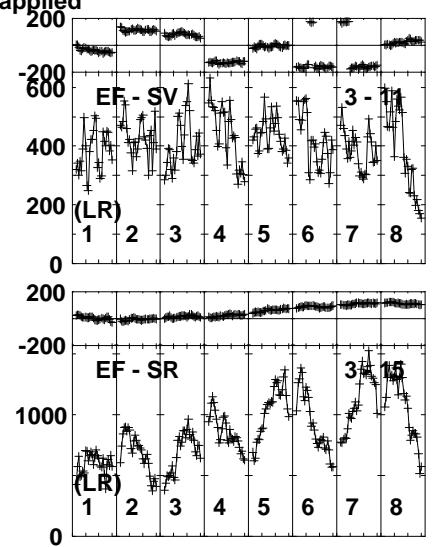 applied
200
-200
600
EF - SV 3 - 11
400
200
(LR)
1 2 3 4 5 6 7 8
0
200
-200
EF - SR 3 - 15
1000
(LR)
1 2 3 4 5 6 7 8
0